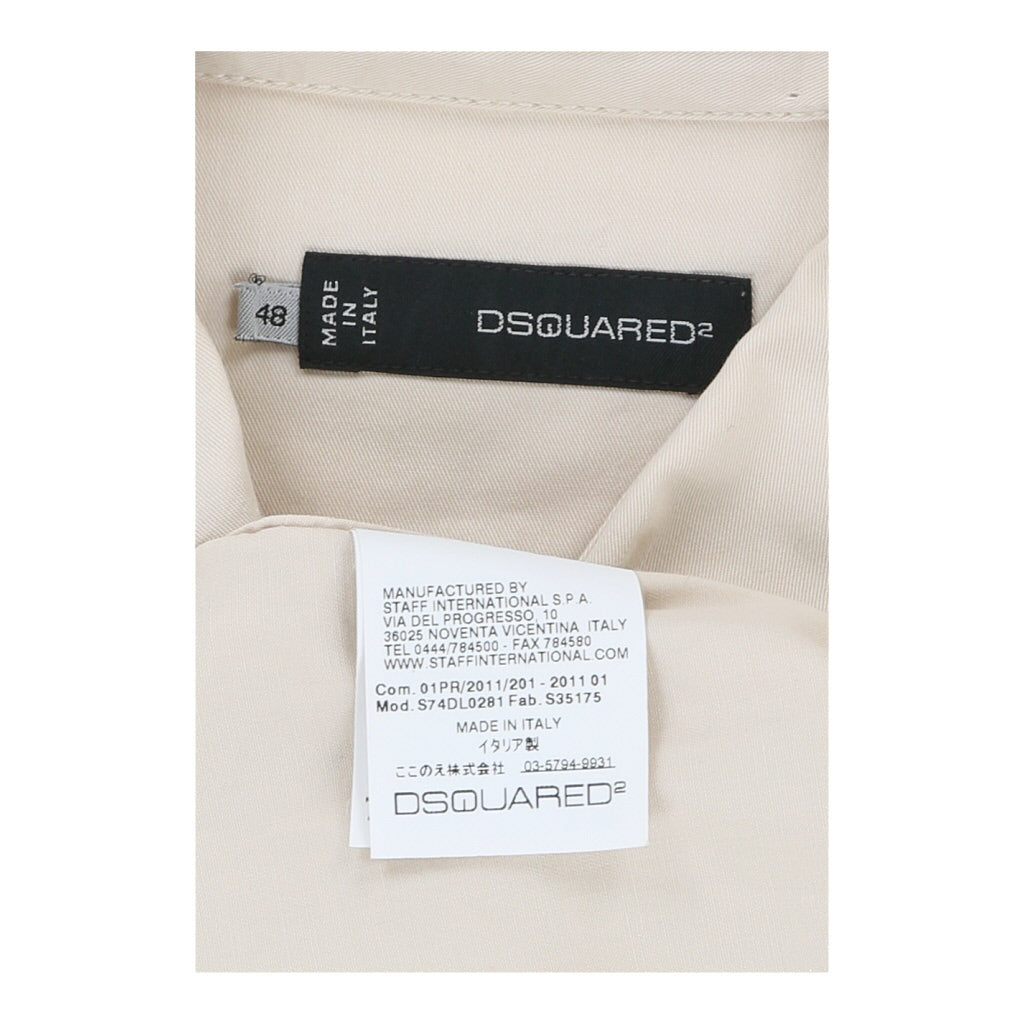 48
MADE
IN
ITALY
DSQUARED2
MANUFACTURED BY
STAFF INTERNATIONAL S.P.A.
VIA DEL PROGRESSO, 10
36025 NOVENTA VICENTINA ITALY
TEL 0444/784500 - FAX 784580
WWW.STAFFINTERNATIONAL.COM
Com. 01PR/2011/201 - 2011 01
Mod. S74DL0281 Fab. S35175
MADE IN ITALY
イタリア製
ここのえ株式会社 03-5794-9931
DSQUARED2